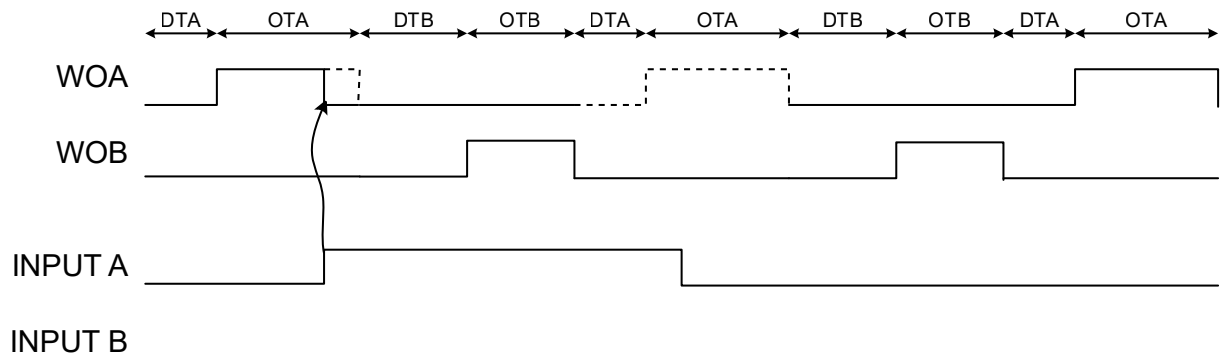 DTA OTA DTB OTB DTA OTA DTB OTB DTA OTA
WOA
WOB
INPUT A
INPUT B